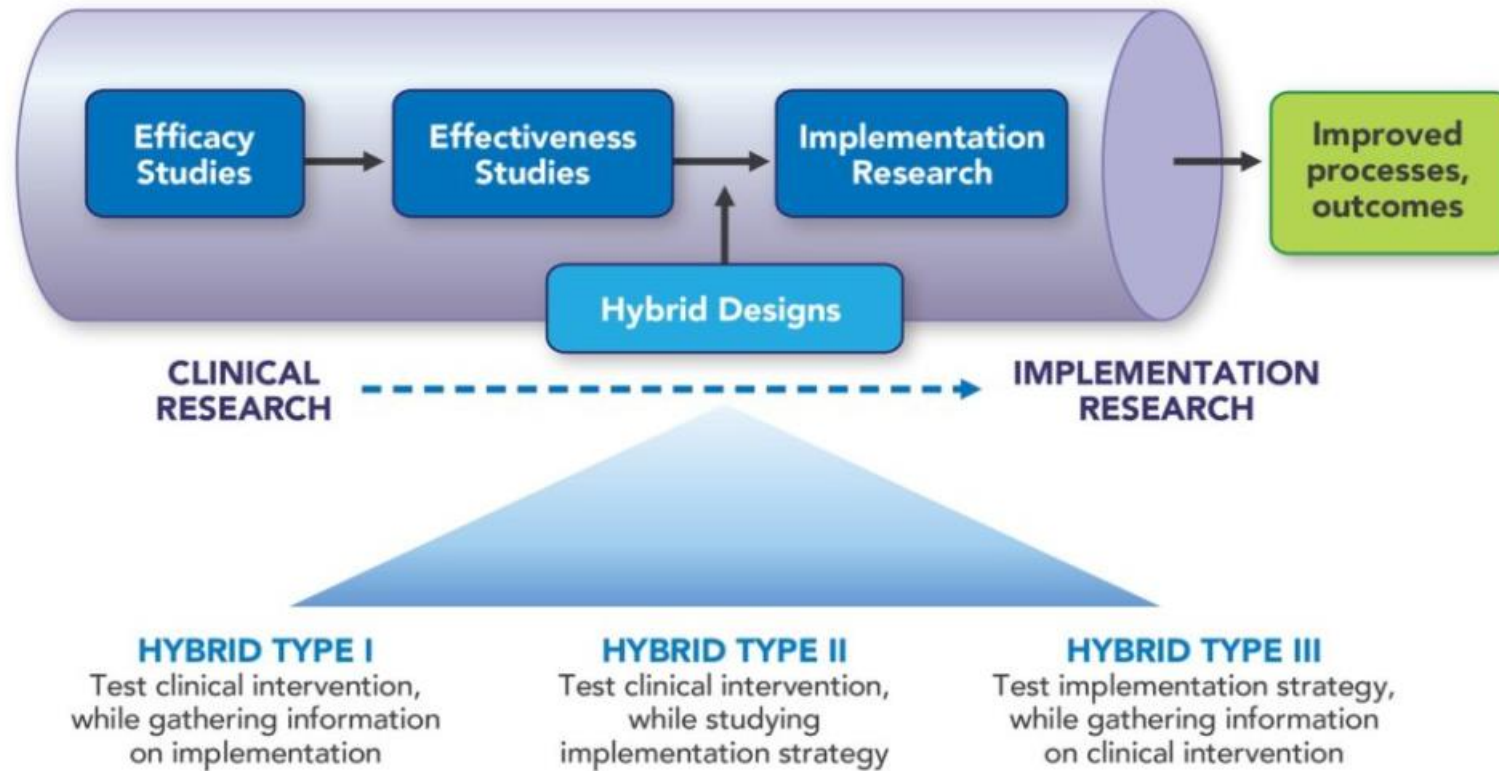 Efficacy
Studies
Effectiveness
Studies
Implementation
Research
Improved
processes,
outcomes
Hybrid Designs
CLINICAL
RESEARCH
IMPLEMENTATION
RESEARCH
HYBRID TYPE I
Test clinical intervention,
while gathering information
on implementation
HYBRID TYPE II
Test clinical intervention,
while studying
implementation strategy
HYBRID TYPE III
Test implementation strategy,
while gathering information
on clinical intervention